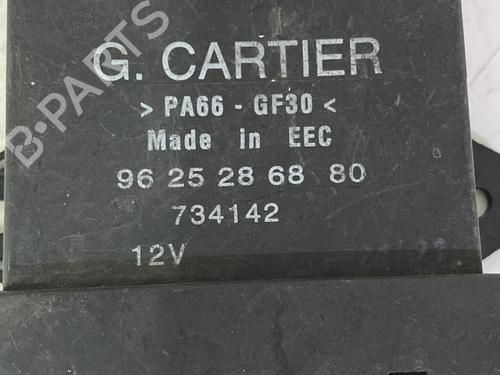 G. CARTIER
> PA66 - GF30 <
Made in EEC
96 25 28 68 80
734142
12V
B-PARTS